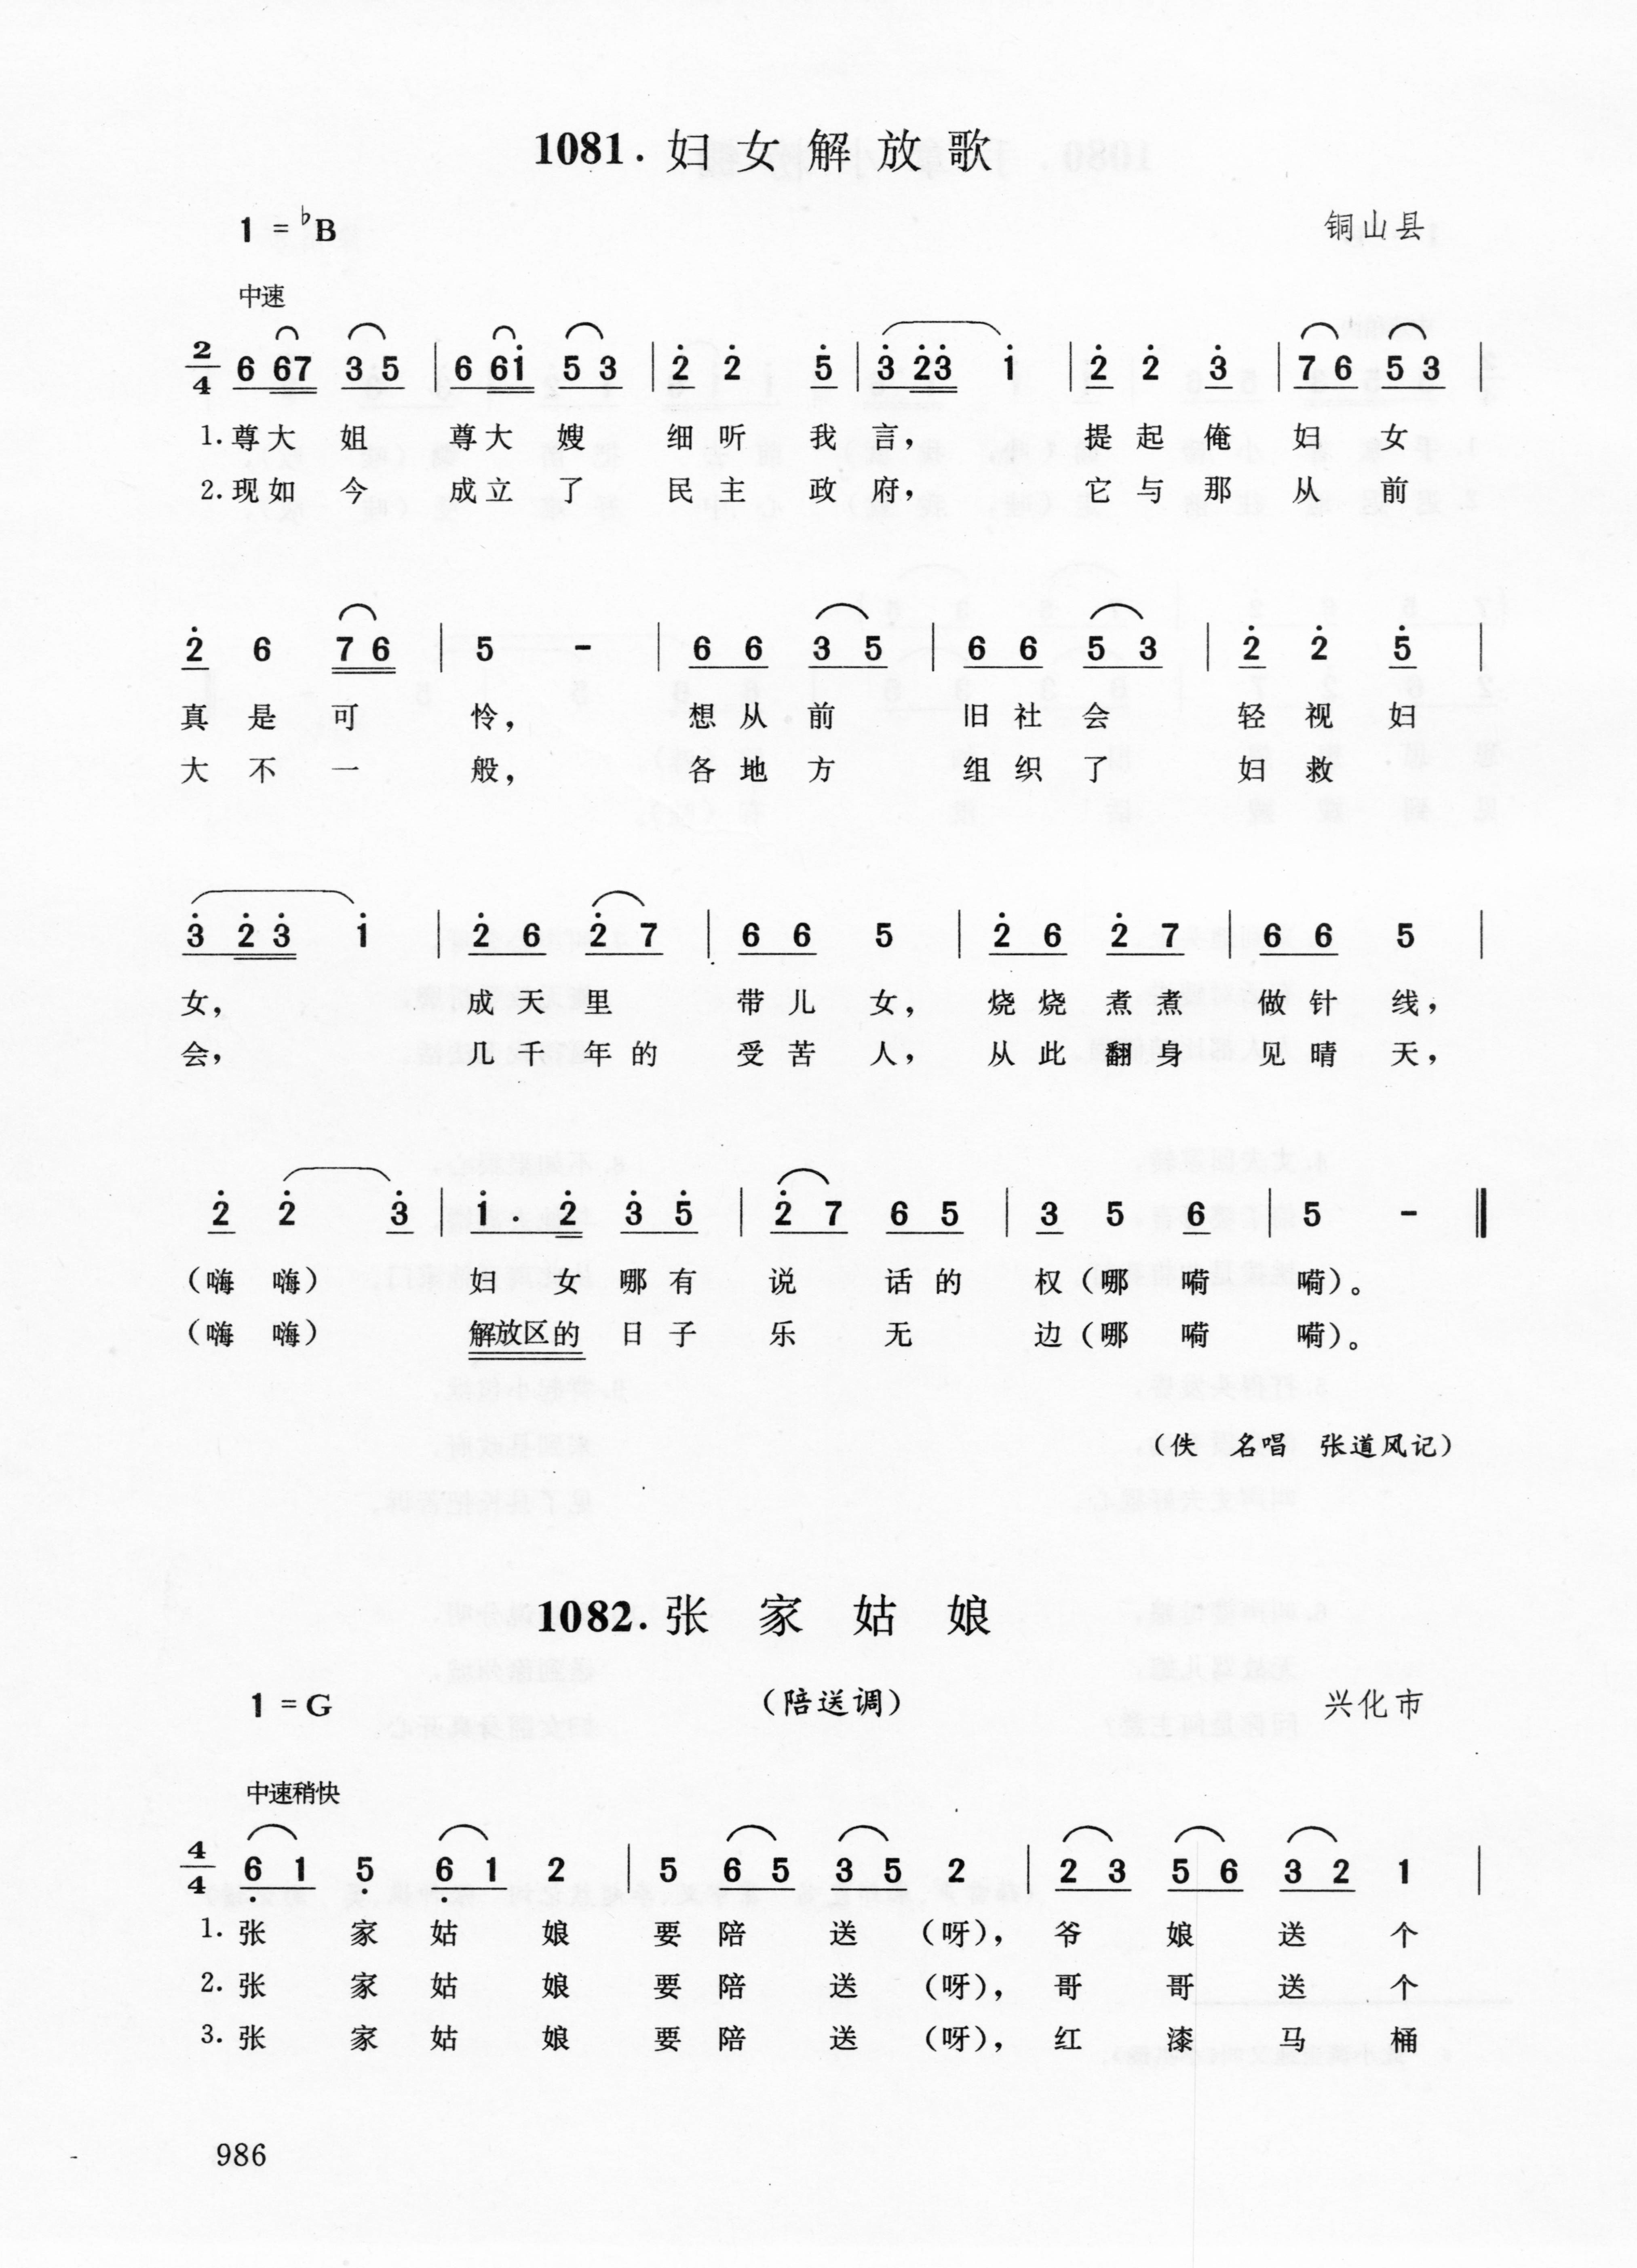 1081. 妇女解放歌
1 = ♭B 铜山县
中速
2/4 6 67 3 5 | 6 6i̇ 5 3 | 2̇ 2̇ 5̇ | 3̇ 2̇3̇ 1̇ | 2̇ 2̇ 3̇ | 7 6 5 3 |
1. 尊大 姐 尊大 嫂 细 听 我 言, 提 起 俺 妇 女
2. 现如 今 成立 了 民 主 政 府, 它 与 那 从 前
2̇ 6 7 6 | 5 - | 6 6 3 5 | 6 6 5 3 | 2̇ 2̇ 5̇ |
真 是 可 怜, 想 从 前 旧 社 会 轻 视 妇
大 不 一 般, 各 地 方 组 织 了 妇 救
3̇ 2̇ 3̇ 1̇ | 2̇ 6 2̇ 7 | 6 6 5 | 2̇ 6 2̇ 7 | 6 6 5 |
女, 成 天 里 带 儿 女, 烧 烧 煮 煮 做 针 线,
会, 几 千 年 的 受 苦 人, 从 此 翻 身 见 晴 天,
2̇ 2̇ 3̇ | 1̇ . 2̇ 3̇ 5̇ | 2̇ 7 6 5 | 3 5 6 | 5 - ‖
(嗨 嗨) 妇 女 哪 有 说 话 的 权 (哪 嗬 嗬)。
(嗨 嗨) 解放区的 日 子 乐 无 边 (哪 嗬 嗬)。
(佚 名唱 张道风记)
1082. 张家姑娘
1 = G (陪送调) 兴化市
中速稍快
4/4 6̣ 1 5̣ 6̣ 1 2 | 5 6 5 3 5 2 | 2 3 5 6 3 2 1 |
1. 张 家 姑 娘 要 陪 送 (呀), 爷 娘 送 个
2. 张 家 姑 娘 要 陪 送 (呀), 哥 哥 送 个
3. 张 家 姑 娘 要 陪 送 (呀), 红 漆 马 桶
986